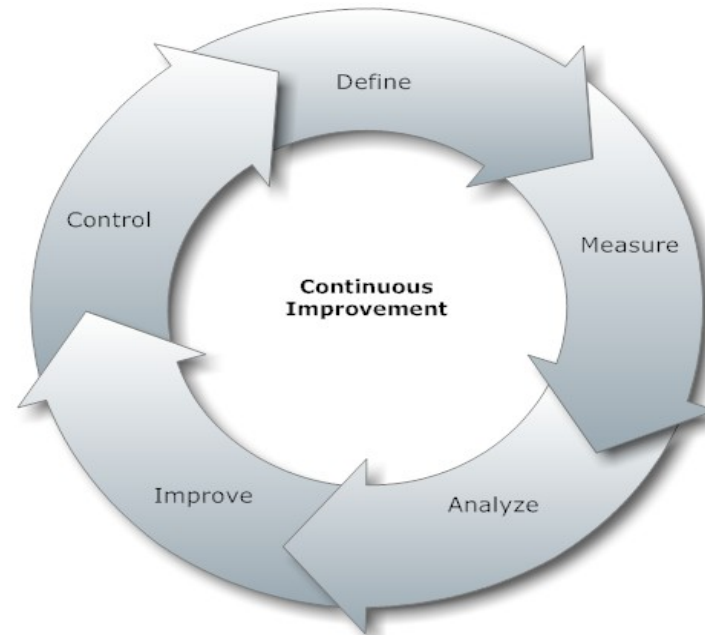 Define
Measure
Continuous
Improvement
Control
Analyze
Improve